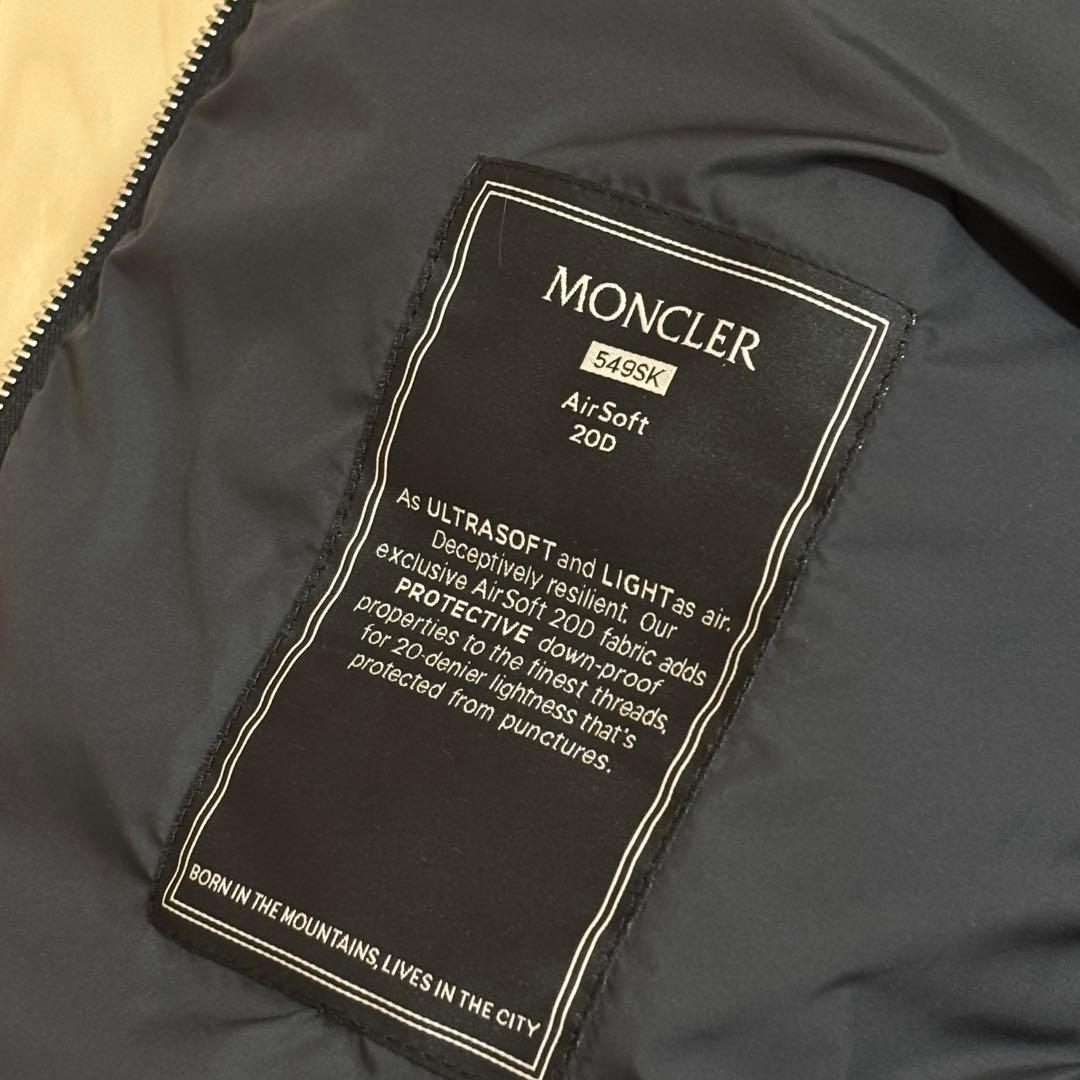 MONCLER
549SK
AirSoft
20D
As ULTRASOFT and LIGHT as air.
Deceptively resilient. Our
exclusive AirSoft 20D fabric adds
PROTECTIVE down-proof
properties to the finest threads,
for 20-denier lightness that's
protected from punctures.
BORN IN THE MOUNTAINS, LIVES IN THE CITY